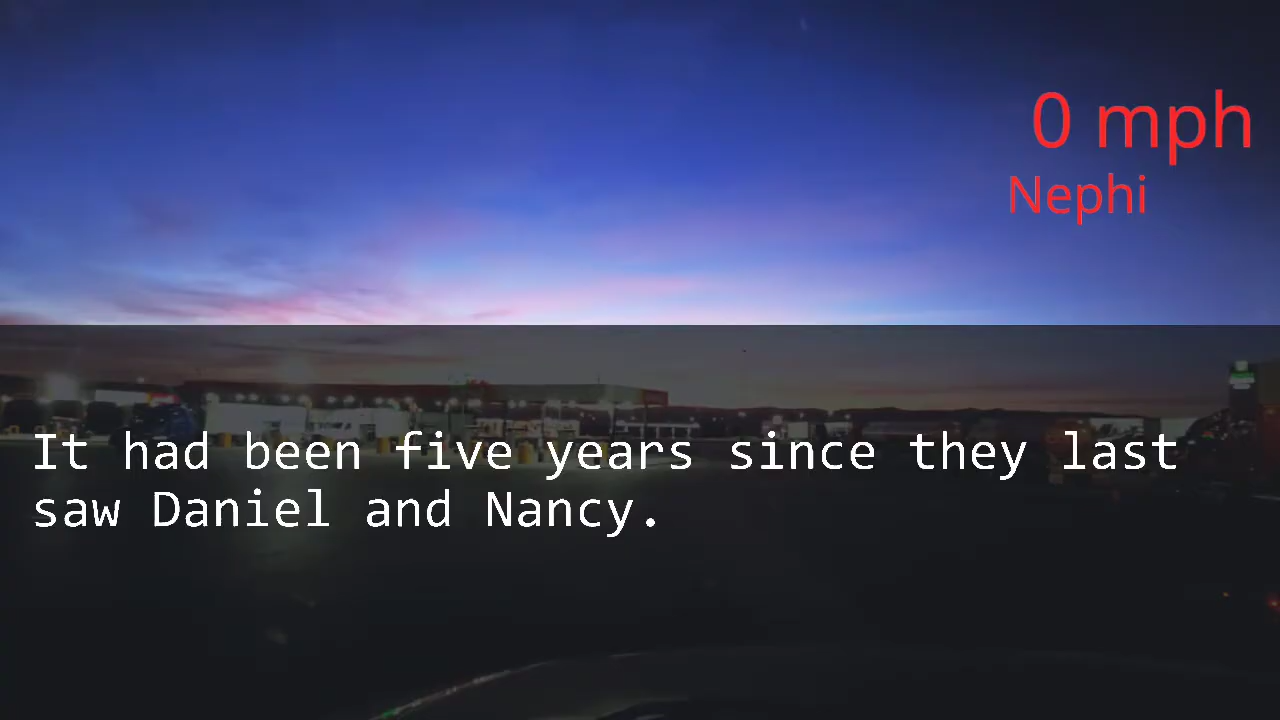 0 mph
Nephi
It had been five years since they last
saw Daniel and Nancy.